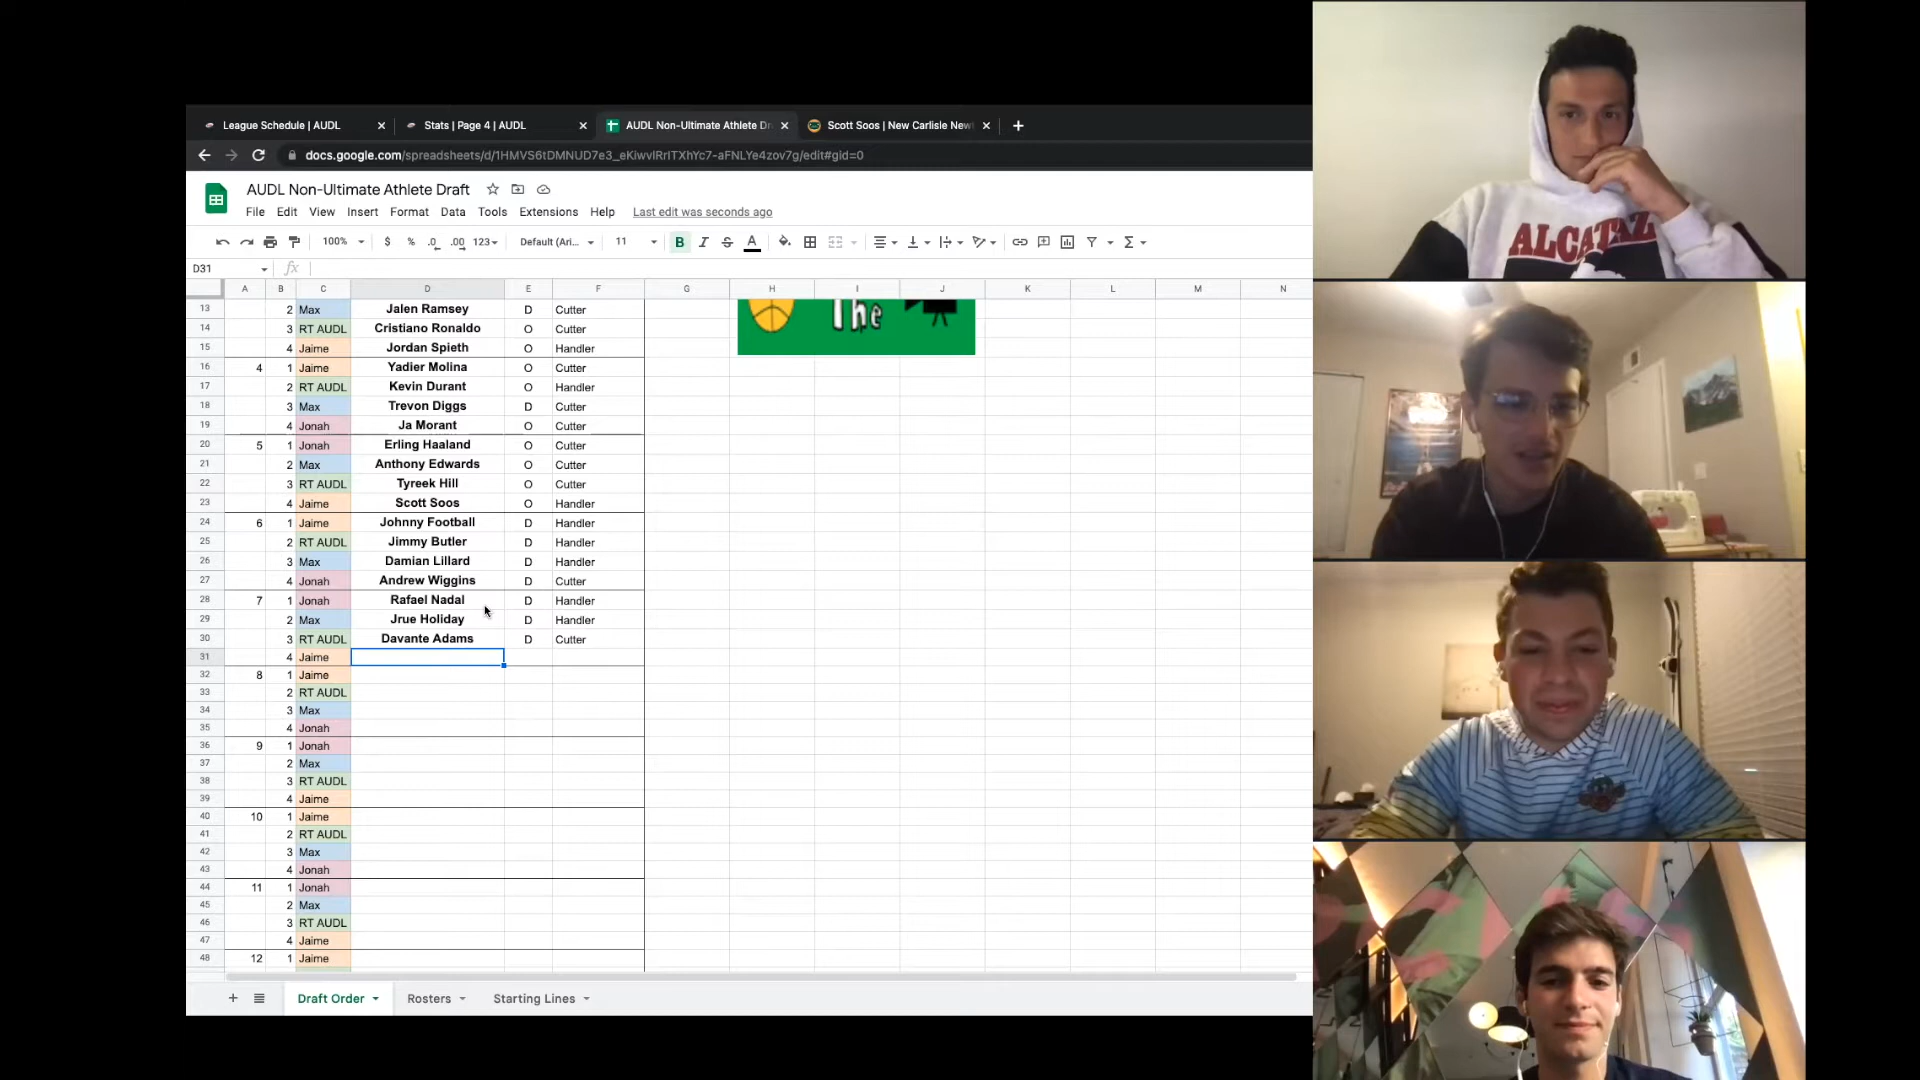 League Schedule | AUDL
Stats | Page 4 | AUDL
AUDL Non-Ultimate Athlete Dr
Scott Soos | New Carlisle New
docs.google.com/spreadsheets/d/1HMVS6tDMNUD7e3_eKiwvlRrITXhYc7-aFNLYe4zov7g/edit#gid=0
AUDL Non-Ultimate Athlete Draft
File Edit View Insert Format Data Tools Extensions Help Last edit was seconds ago
100% $ % .0 .00 123 Default (Ari... 11 B I S A
D31 fx
A B C D E F G H I J K L M N
The
13 2 Max Jalen Ramsey D Cutter
14 3 RT AUDL Cristiano Ronaldo O Cutter
15 4 Jaime Jordan Spieth O Handler
16 4 1 Jaime Yadier Molina O Cutter
17 2 RT AUDL Kevin Durant O Handler
18 3 Max Trevon Diggs D Cutter
19 4 Jonah Ja Morant O Cutter
20 5 1 Jonah Erling Haaland O Cutter
21 2 Max Anthony Edwards O Cutter
22 3 RT AUDL Tyreek Hill O Cutter
23 4 Jaime Scott Soos O Handler
24 6 1 Jaime Johnny Football D Handler
25 2 RT AUDL Jimmy Butler D Handler
26 3 Max Damian Lillard D Handler
27 4 Jonah Andrew Wiggins D Cutter
28 7 1 Jonah Rafael Nadal D Handler
29 2 Max Jrue Holiday D Handler
30 3 RT AUDL Davante Adams D Cutter
31 4 Jaime
32 8 1 Jaime
33 2 RT AUDL
34 3 Max
35 4 Jonah
36 9 1 Jonah
37 2 Max
38 3 RT AUDL
39 4 Jaime
40 10 1 Jaime
41 2 RT AUDL
42 3 Max
43 4 Jonah
44 11 1 Jonah
45 2 Max
46 3 RT AUDL
47 4 Jaime
48 12 1 Jaime
Draft Order Rosters Starting Lines
ALCATRAZ